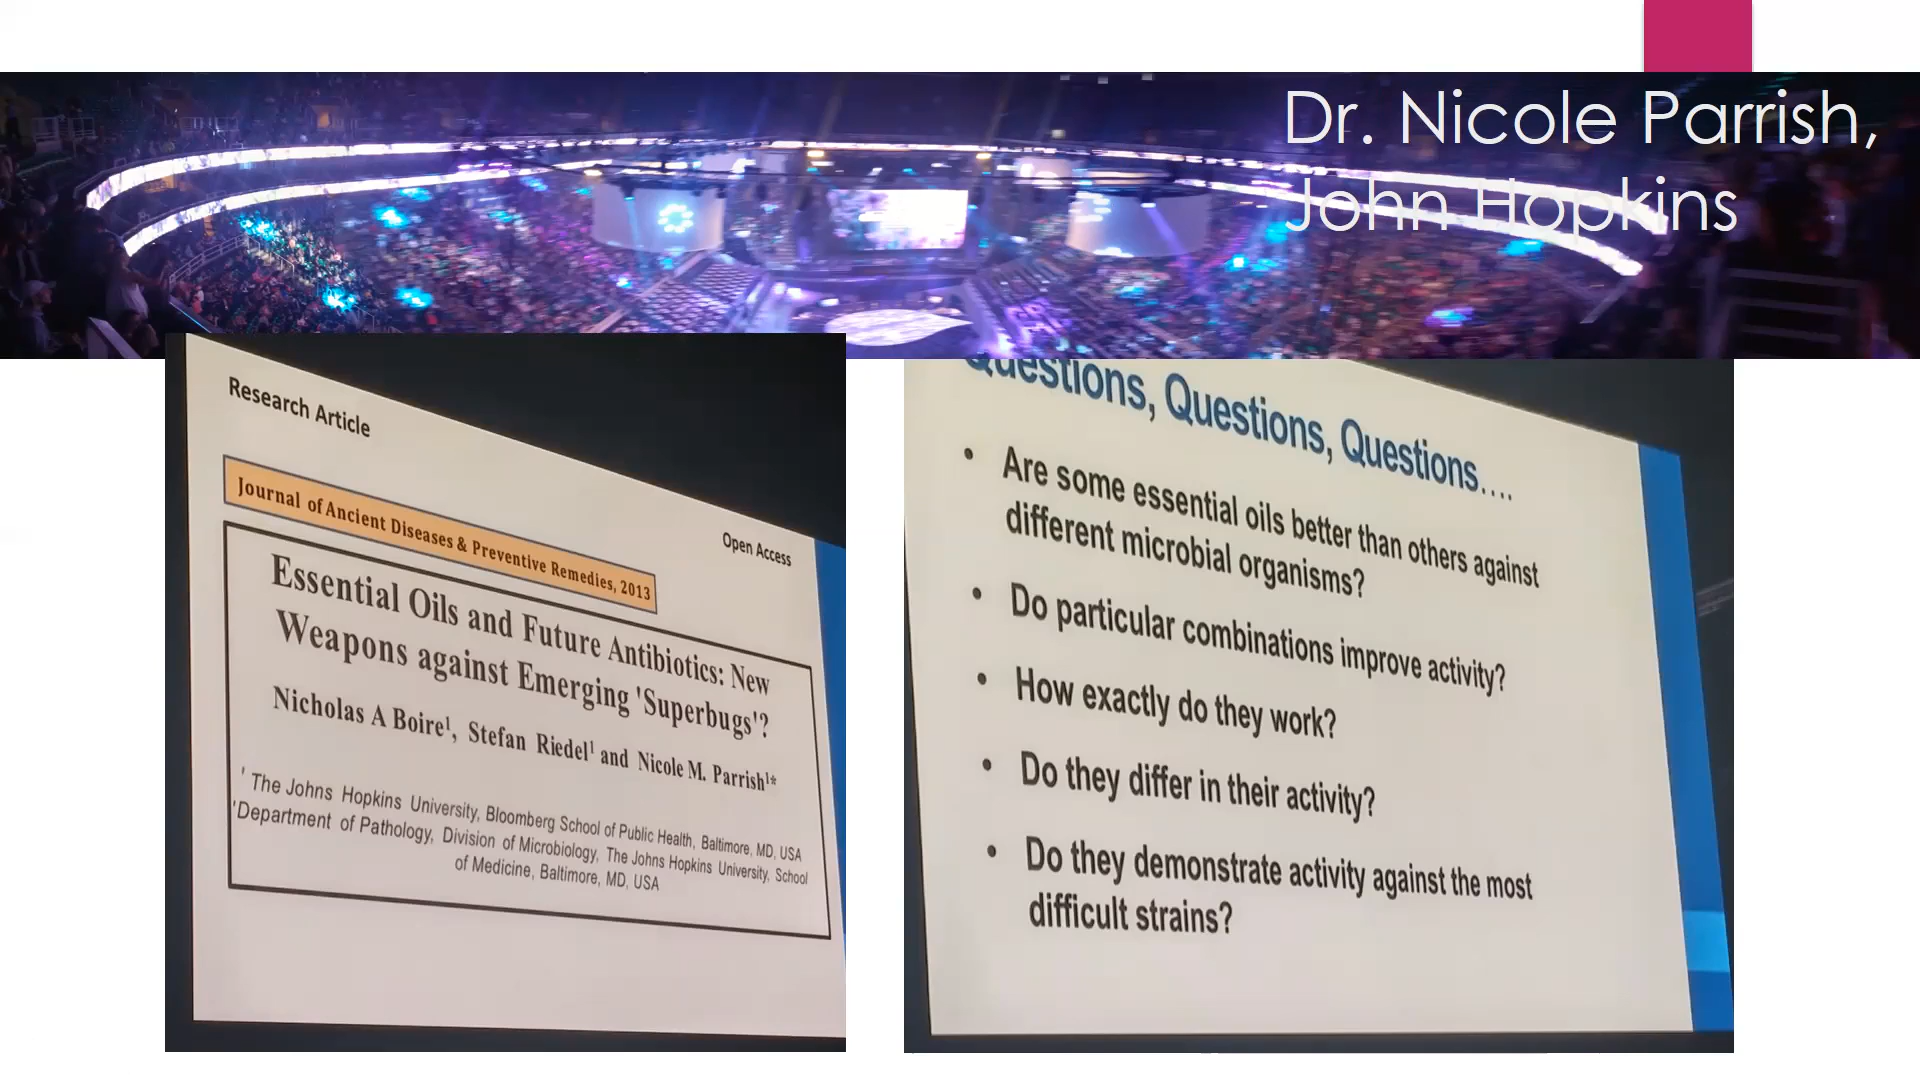 Dr. Nicole Parrish,
John Hopkins
Research Article
Journal of Ancient Diseases & Preventive Remedies, 2013
Open Access
Essential Oils and Future Antibiotics: New
Weapons against Emerging 'Superbugs'?
Nicholas A Boire¹, Stefan Riedel¹ and Nicole M. Parrish¹*
' The Johns Hopkins University, Bloomberg School of Public Health, Baltimore, MD, USA
'Department of Pathology, Division of Microbiology, The Johns Hopkins University, School
of Medicine, Baltimore, MD, USA
Questions, Questions, Questions....
• Are some essential oils better than others against
different microbial organisms?
• Do particular combinations improve activity?
• How exactly do they work?
• Do they differ in their activity?
• Do they demonstrate activity against the most
difficult strains?